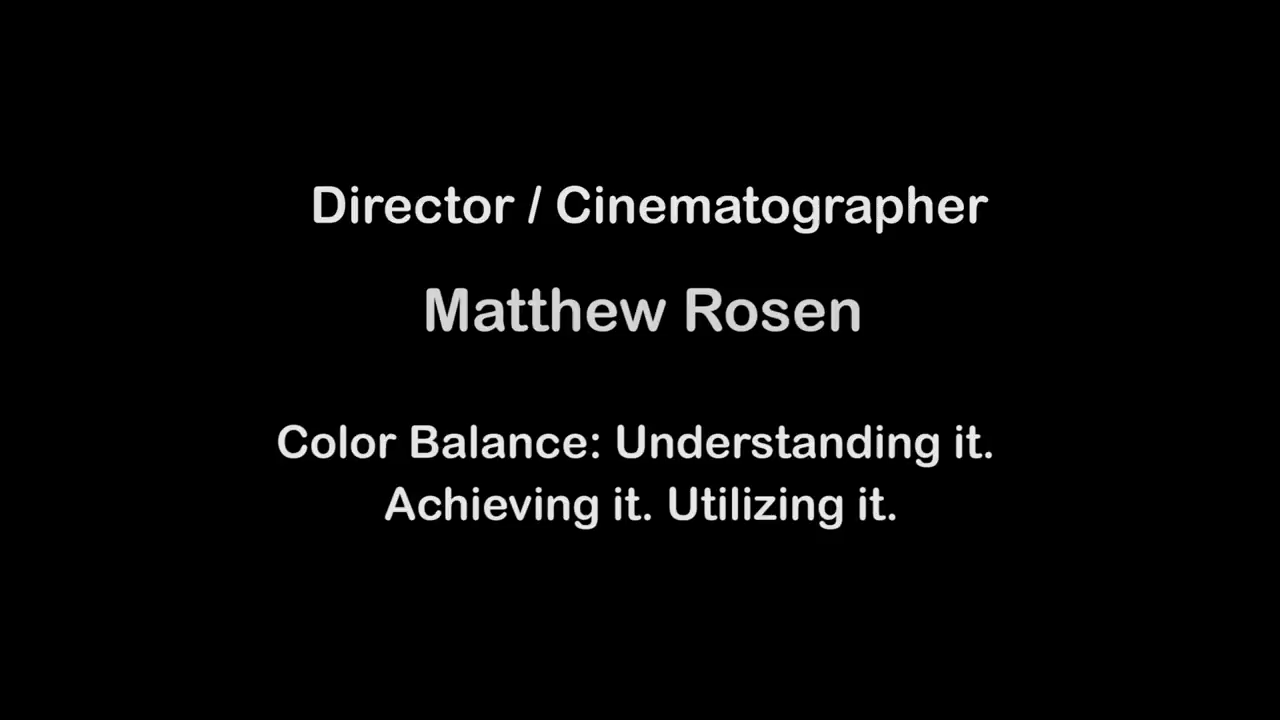 Director / Cinematographer
Matthew Rosen
Color Balance: Understanding it.
Achieving it. Utilizing it.